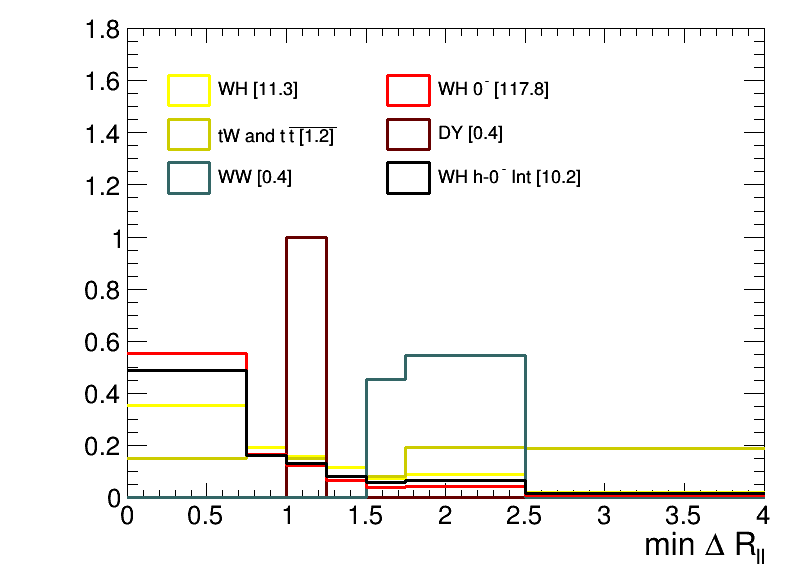 1.8
1.6
WH [11.3]
WH 0⁻ [117.8]
1.4
tW and t t̅ [1.2]
DY [0.4]
1.2
WW [0.4]
WH h-0⁻ Int [10.2]
1
0.8
0.6
0.4
0.2
0
0 0.5 1 1.5 2 2.5 3 3.5 4
min Δ R_ll